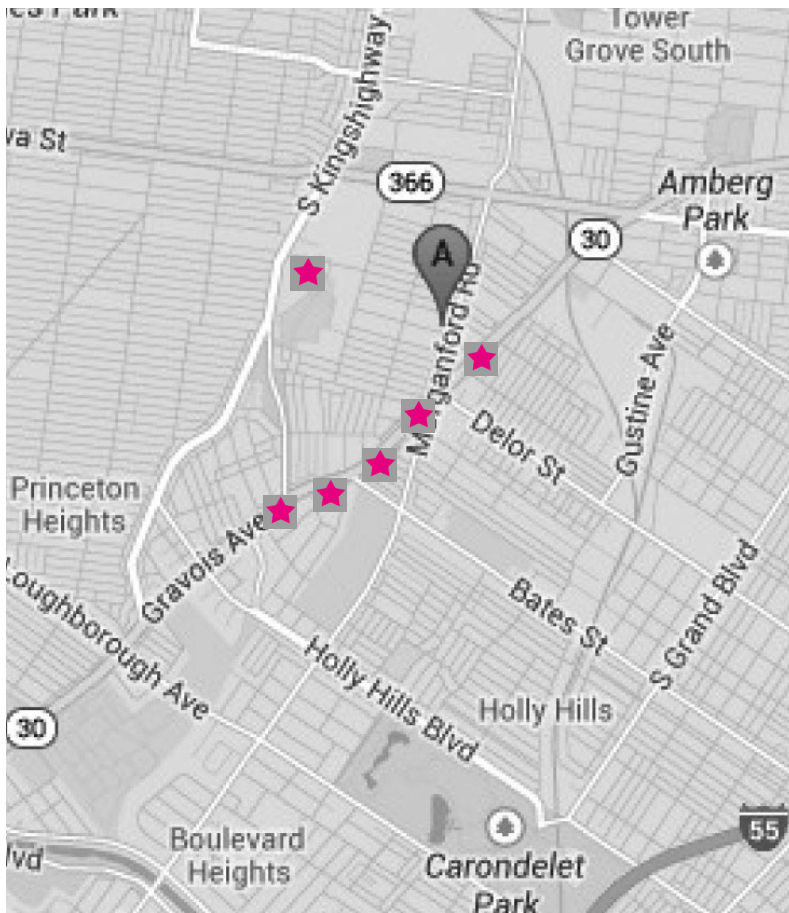 Tower
Grove South
S Kingshighway
366
Amberg
Park
30
A
Morganford Rd
Gustine Ave
Delor St
Princeton
Heights
Gravois Ave
Loughborough Ave
Bates St
S Grand Blvd
Holly Hills Blvd
Holly Hills
30
55
Boulevard
Heights
lvd
Carondelet
Park